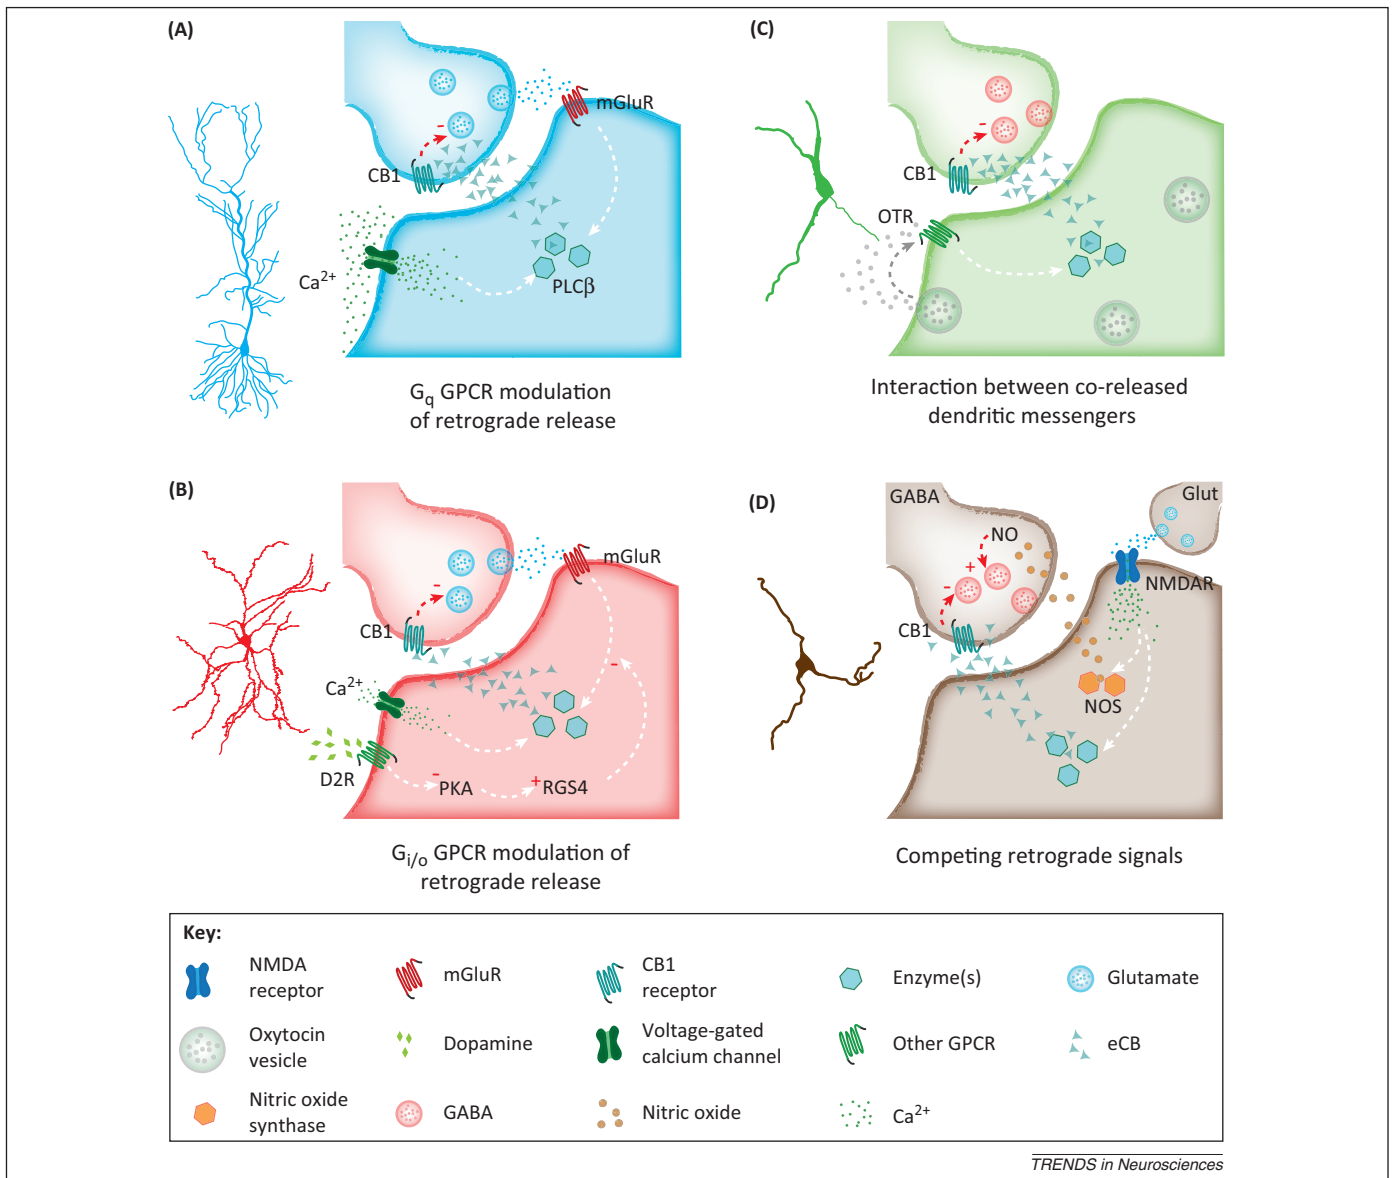 (A)
mGluR
CB1
Ca2+
PLCβ
Gq GPCR modulation
of retrograde release
(C)
CB1
OTR
Interaction between co-released
dendritic messengers
(B)
mGluR
CB1
Ca2+
D2R
PKA
RGS4
Gi/o GPCR modulation of
retrograde release
(D)
GABA
Glut
NO
NMDAR
CB1
NOS
Competing retrograde signals
Key:
NMDA
receptor
mGluR
CB1
receptor
Enzyme(s)
Glutamate
Oxytocin
vesicle
Dopamine
Voltage-gated
calcium channel
Other GPCR
eCB
Nitric oxide
synthase
GABA
Nitric oxide
Ca2+
TRENDS in Neurosciences